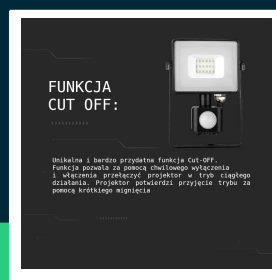 FUNKCJA
CUT OFF:
Unikalna i bardzo przydatna funkcja Cut-OFF.
Funkcja pozwala za pomocą chwilowego wyłączenia
i włączenia przełączyć projektor w tryb ciągłego
działania. Projektor potwierdzi przyjęcie trybu za
pomocą krótkiego mignięcia